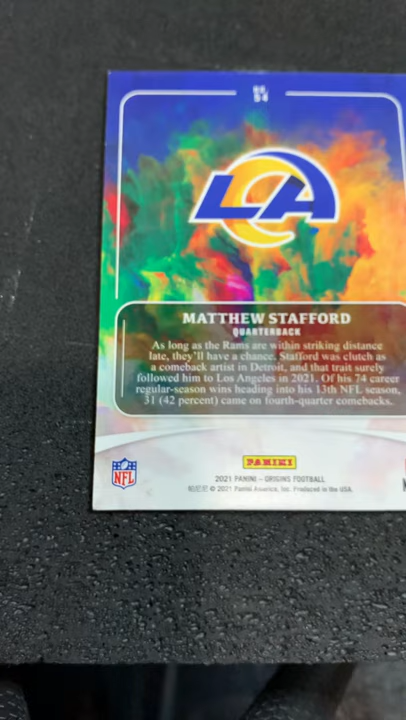 54
LA
MATTHEW STAFFORD
QUARTERBACK
As long as the Rams are within striking distance
late, they'll have a chance. Stafford was clutch as
a comeback artist in Detroit, and that trait surely
followed him to Los Angeles in 2021. Of his 74 career
regular-season wins heading into his 13th NFL season,
31 (42 percent) came on fourth-quarter comebacks.
PANINI
NFL
2021 PANINI – ORIGINS FOOTBALL
© 2021 Panini America, Inc. Produced in the USA.